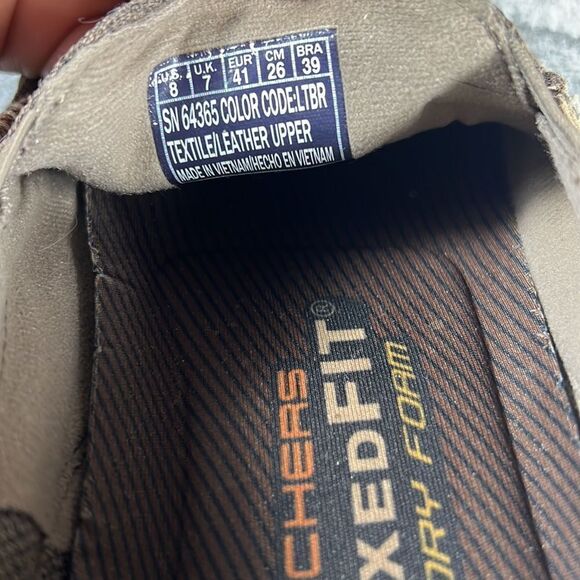 U.S. U.K. EUR CM BRA
8 7 41 26 39
SN 64365 COLOR CODE:LTBR
TEXTILE/LEATHER UPPER
MADE IN VIETNAM/HECHO EN VIETNAM
CHERS
XEDFIT®
ORY FORM